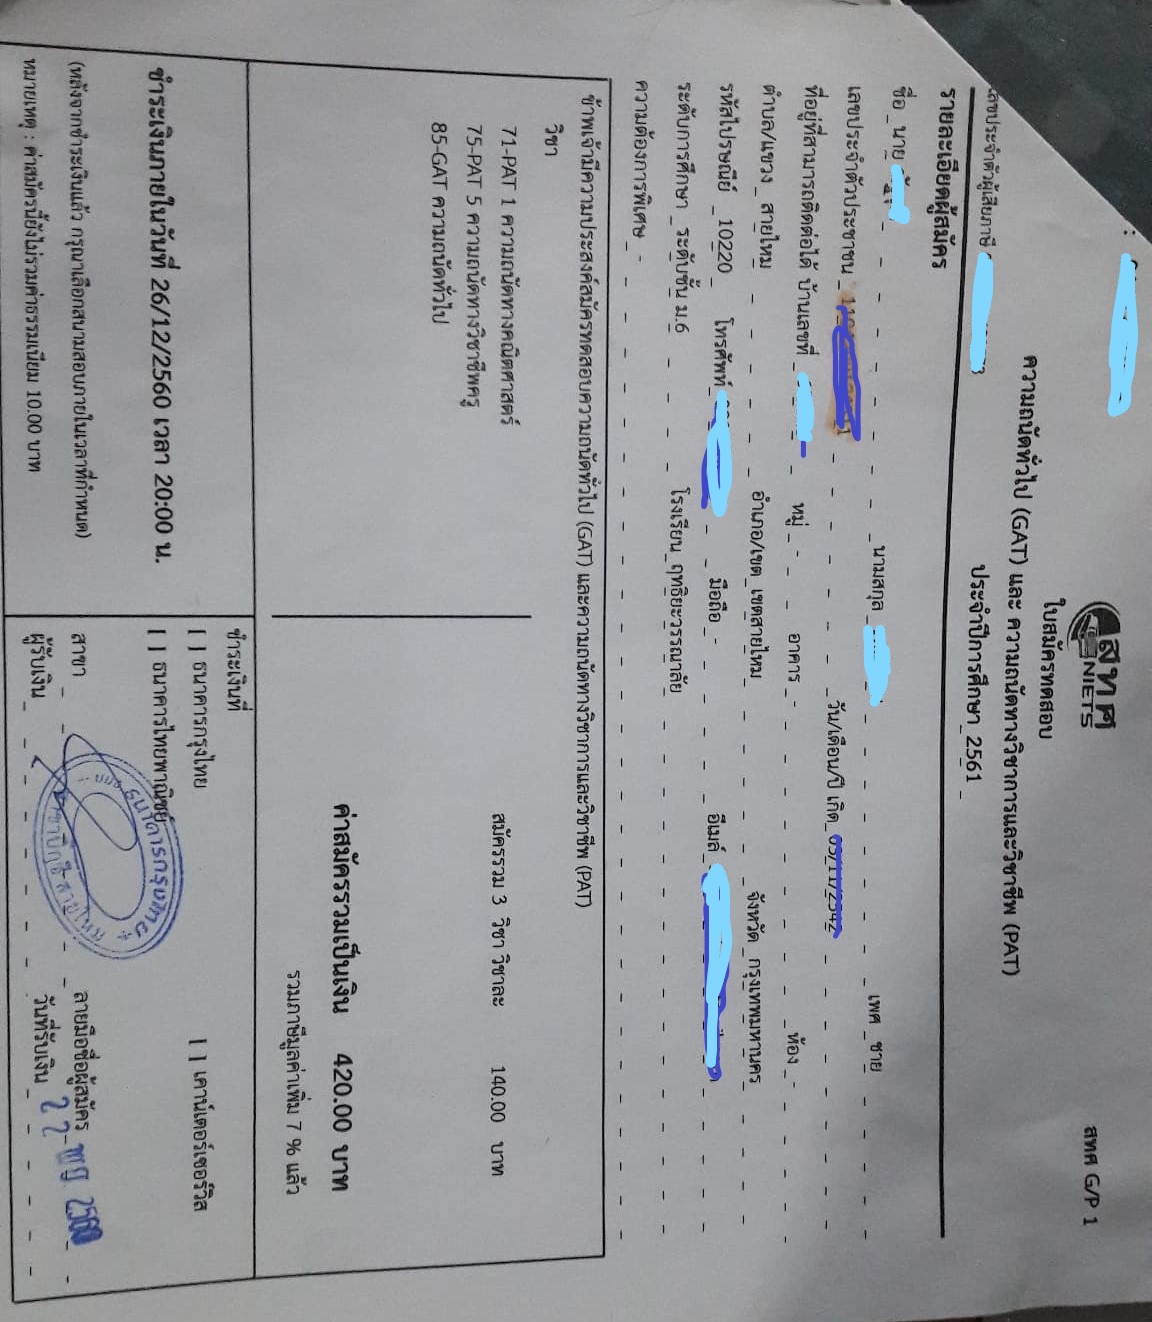 สทศ G/P 1
สทศ
NIETS
ใบสมัครทดสอบ
ความถนัดทั่วไป (GAT) และ ความถนัดทางวิชาการและวิชาชีพ (PAT)
ประจำปีการศึกษา 2561
เลขประจำตัวผู้เสียภาษี
รายละเอียดผู้สมัคร
ชื่อ นาย นามสกุล เพศ ชาย
เลขประจำตัวประชาชน วัน/เดือน/ปี เกิด
ที่อยู่ที่สามารถติดต่อได้ บ้านเลขที่ หมู่ - อาคาร - ห้อง -
ตำบล/แขวง สายไหม อำเภอ/เขต เขตสายไหม จังหวัด กรุงเทพมหานคร
รหัสไปรษณีย์ 10220 โทรศัพท์ มือถือ - อีเมล์
ระดับการศึกษา ระดับชั้น ม.6 โรงเรียน ฤทธิยะวรรณาลัย
ความต้องการพิเศษ -
ข้าพเจ้ามีความประสงค์สมัครทดสอบความถนัดทั่วไป (GAT) และความถนัดทางวิชาการและวิชาชีพ (PAT)
วิชา
71-PAT 1 ความถนัดทางคณิตศาสตร์ สมัครรวม 3 วิชา วิชาละ 140.00 บาท
75-PAT 5 ความถนัดทางวิชาชีพครู
85-GAT ความถนัดทั่วไป
ค่าสมัครรวมเป็นเงิน 420.00 บาท
รวมภาษีมูลค่าเพิ่ม 7 % แล้ว
ชำระเงินภายในวันที่ 26/12/2560 เวลา 20:00 น.
(หลังจากชำระเงินแล้ว กรุณาเลือกสนามสอบภายในเวลาที่กำหนด)
หมายเหตุ : ค่าสมัครนี้ยังไม่รวมค่าธรรมเนียม 10.00 บาท
ชำระเงินที่
[ ] ธนาคารกรุงไทย [ ] เคาน์เตอร์เซอร์วิส
[ ] ธนาคารไทยพาณิชย์
สาขา ลายมือชื่อผู้สมัคร
ผู้รับเงิน วันที่รับเงิน 22 พย 2560
ธนาคารกรุงไทย